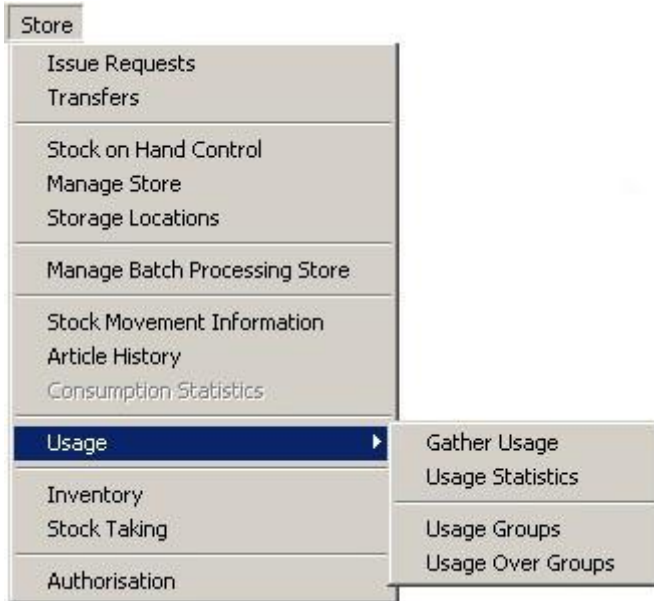 Store
Issue Requests
Transfers
Stock on Hand Control
Manage Store
Storage Locations
Manage Batch Processing Store
Stock Movement Information
Article History
Consumption Statistics
Usage
Gather Usage
Usage Statistics
Usage Groups
Usage Over Groups
Inventory
Stock Taking
Authorisation